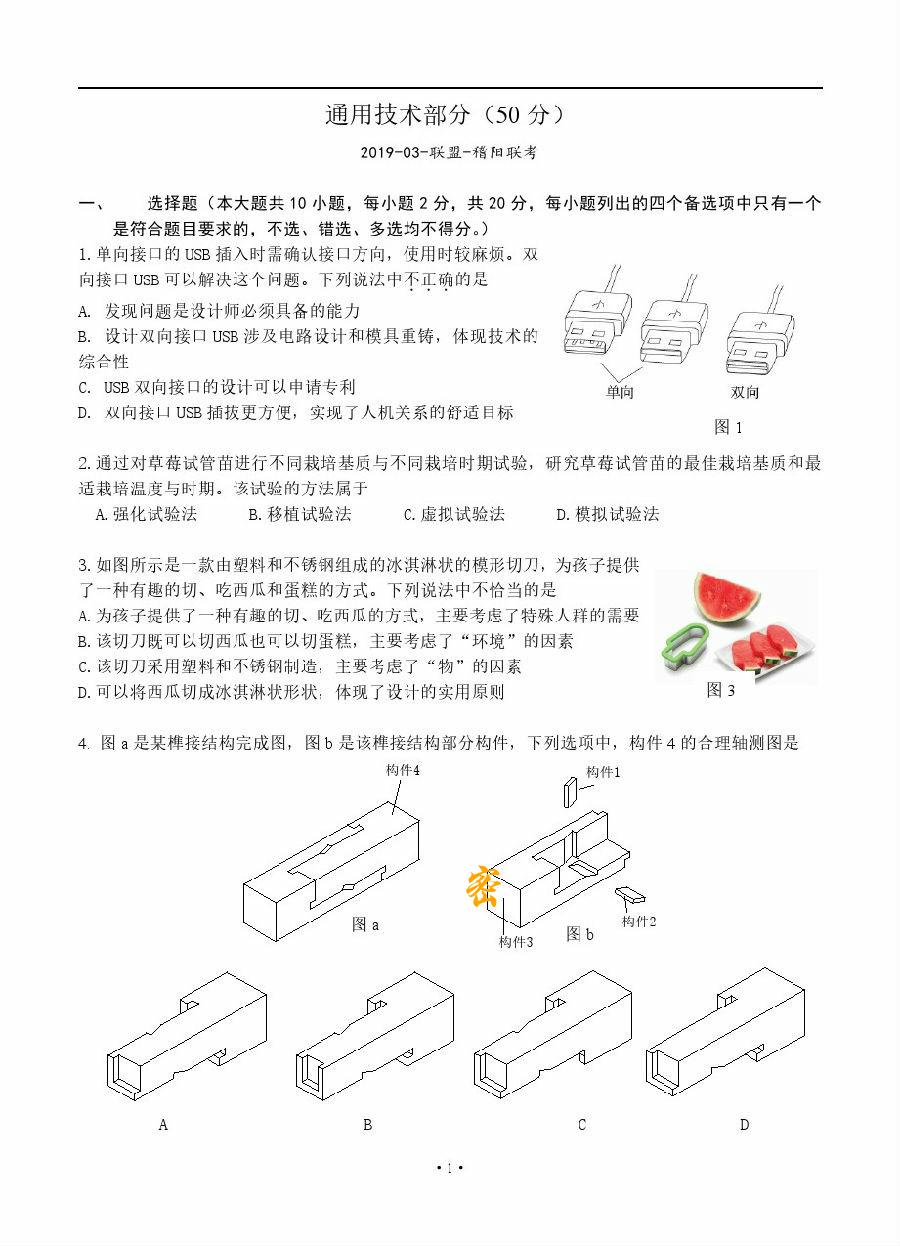 通用技术部分（50 分）
2019-03-联盟-稽阳联考
一、 选择题（本大题共 10 小题，每小题 2 分，共 20 分，每小题列出的四个备选项中只有一个
是符合题目要求的，不选、错选、多选均不得分。）
1.单向接口的 USB 插入时需确认接口方向，使用时较麻烦。双
向接口 USB 可以解决这个问题。下列说法中不正确的是
A. 发现问题是设计师必须具备的能力
B. 设计双向接口 USB 涉及电路设计和模具重铸，体现技术的
综合性
C. USB 双向接口的设计可以申请专利
D. 双向接口 USB 插拔更方便，实现了人机关系的舒适目标
单向
双向
图 1
2.通过对草莓试管苗进行不同栽培基质与不同栽培时期试验，研究草莓试管苗的最佳栽培基质和最
适栽培温度与时期。该试验的方法属于
A.强化试验法 B.移植试验法 C.虚拟试验法 D.模拟试验法
3.如图所示是一款由塑料和不锈钢组成的冰淇淋状的模形切刀，为孩子提供
了一种有趣的切、吃西瓜和蛋糕的方式。下列说法中不恰当的是
A.为孩子提供了一种有趣的切、吃西瓜的方式，主要考虑了特殊人群的需要
B.该切刀既可以切西瓜也可以切蛋糕，主要考虑了“环境”的因素
C.该切刀采用塑料和不锈钢制造，主要考虑了“物”的因素
D.可以将西瓜切成冰淇淋状形状，体现了设计的实用原则
图 3
4. 图 a 是某榫接结构完成图，图 b 是该榫接结构部分构件，下列选项中，构件 4 的合理轴测图是
构件4
构件1
密
图 a
构件3
图 b
构件2
A B C D
·1·